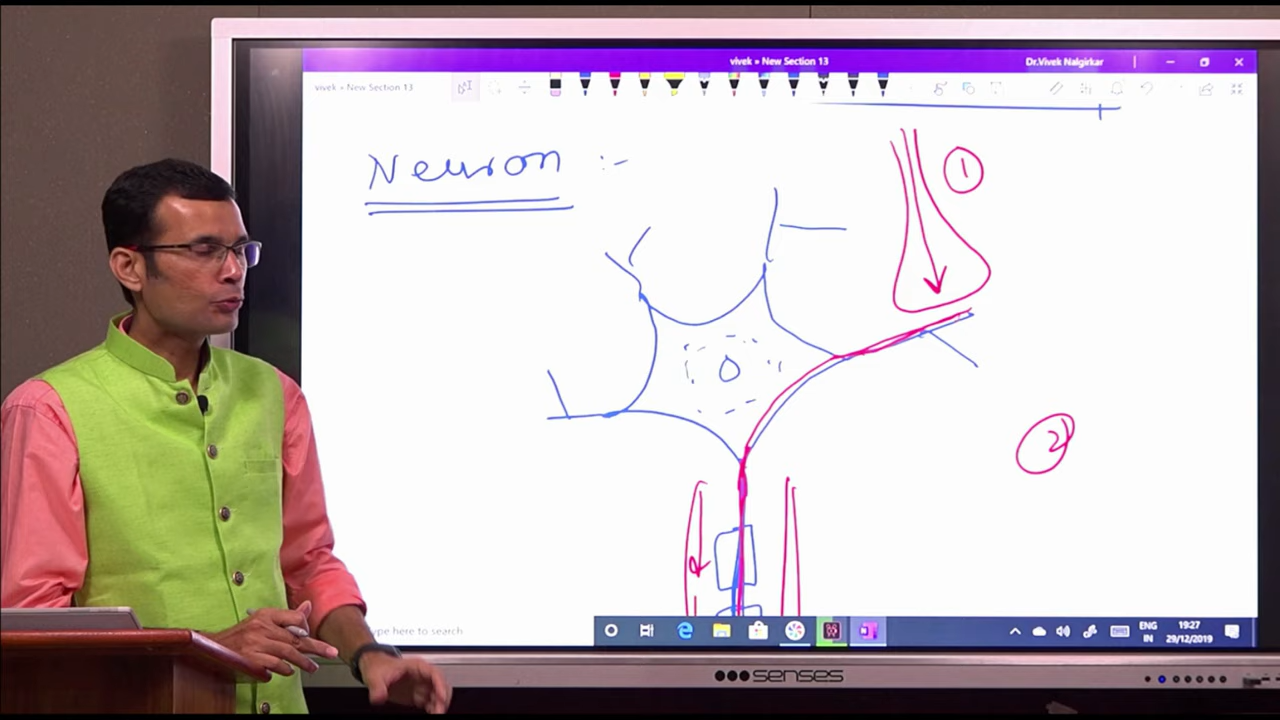 vivek » New Section 13
Dr.Vivek Nalgirkar
vivek » New Section 13
Neuron :-
1
2
ype here to search
ENG
IN
19:27
29/12/2019
senses